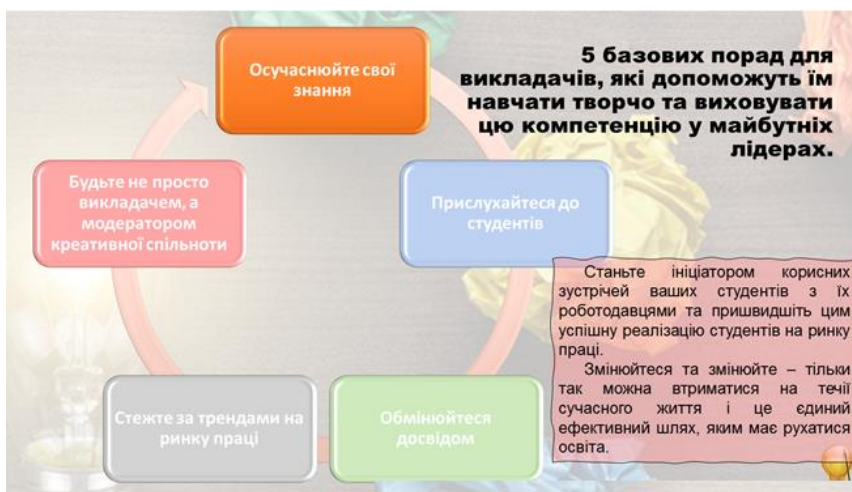 5 базових порад для
викладачів, які допоможуть їм
навчати творчо та виховувати
цю компетенцію у майбутніх
лідерах.
Осучаснюйте свої
знання
Прислухайтеся до
студентів
Обмінюйтеся
досвідом
Стежте за трендами на
ринку праці
Будьте не просто
викладачем, а
модератором
креативної спільноти
Станьте ініціатором корисних
зустрічей ваших студентів з їх
роботодавцями та пришвидшіть цим
успішну реалізацію студентів на ринку
праці.
Змінюйтеся та змінюйте – тільки
так можна втриматися на течії
сучасного життя і це єдиний
ефективний шлях, яким має рухатися
освіта.